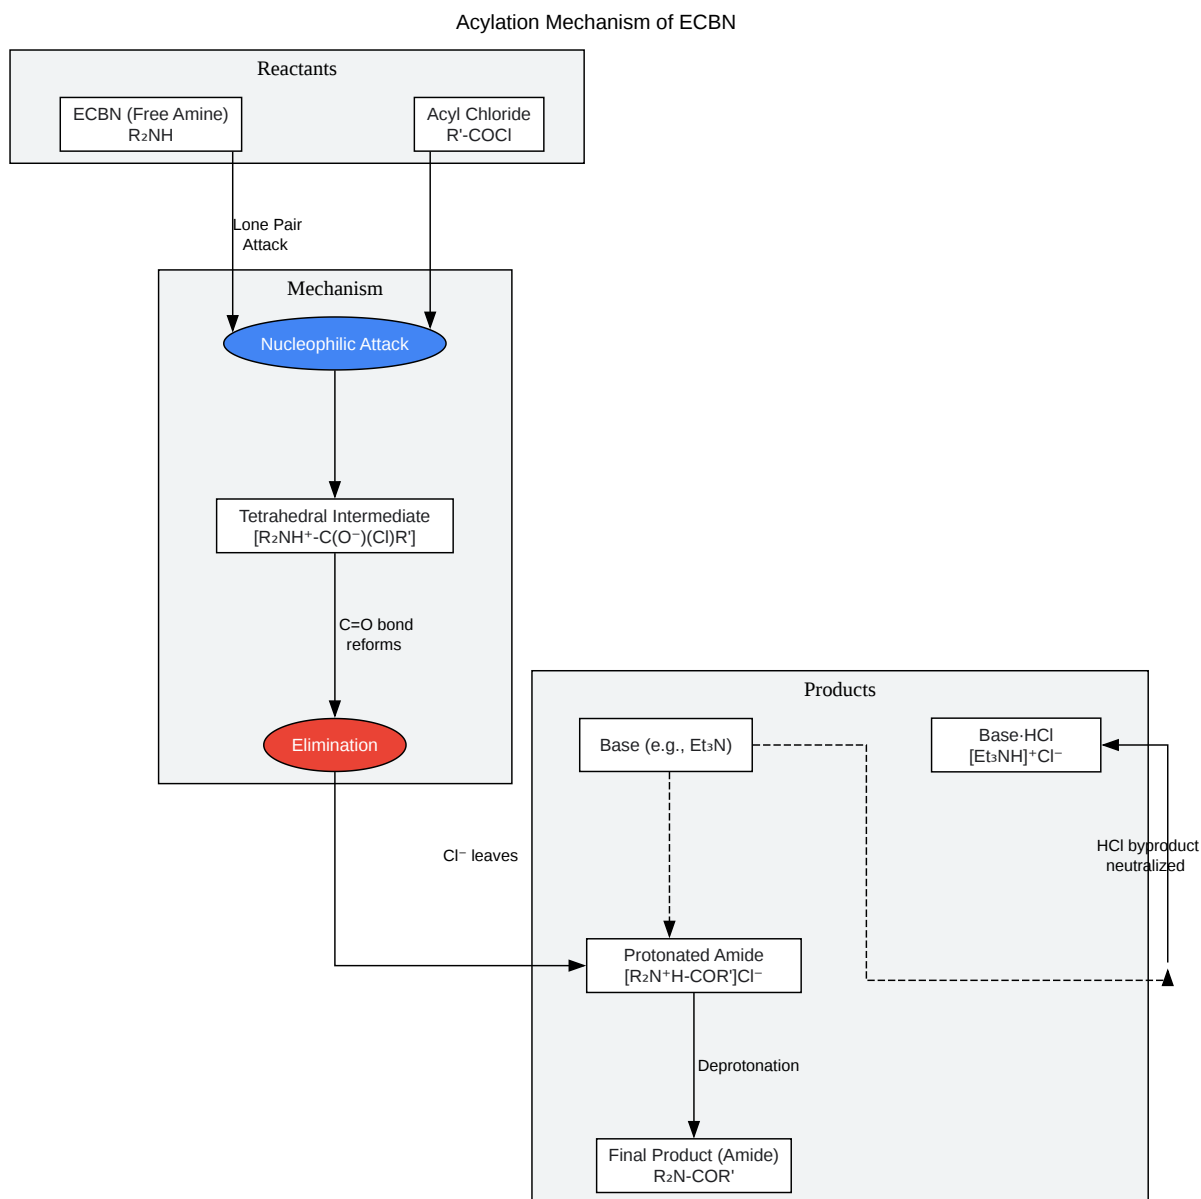 Acylation Mechanism of ECBN
Reactants
ECBN (Free Amine)
R₂NH
Acyl Chloride
R'-COCl
Lone Pair
Attack
Mechanism
Nucleophilic Attack
Tetrahedral Intermediate
[R₂NH⁺-C(O⁻)(Cl)R']
C=O bond
reforms
Elimination
Products
Base (e.g., Et₃N)
Base·HCl
[Et₃NH]⁺Cl⁻
Cl⁻ leaves
HCl byproduct
neutralized
Protonated Amide
[R₂N⁺H-COR']Cl⁻
Deprotonation
Final Product (Amide)
R₂N-COR'